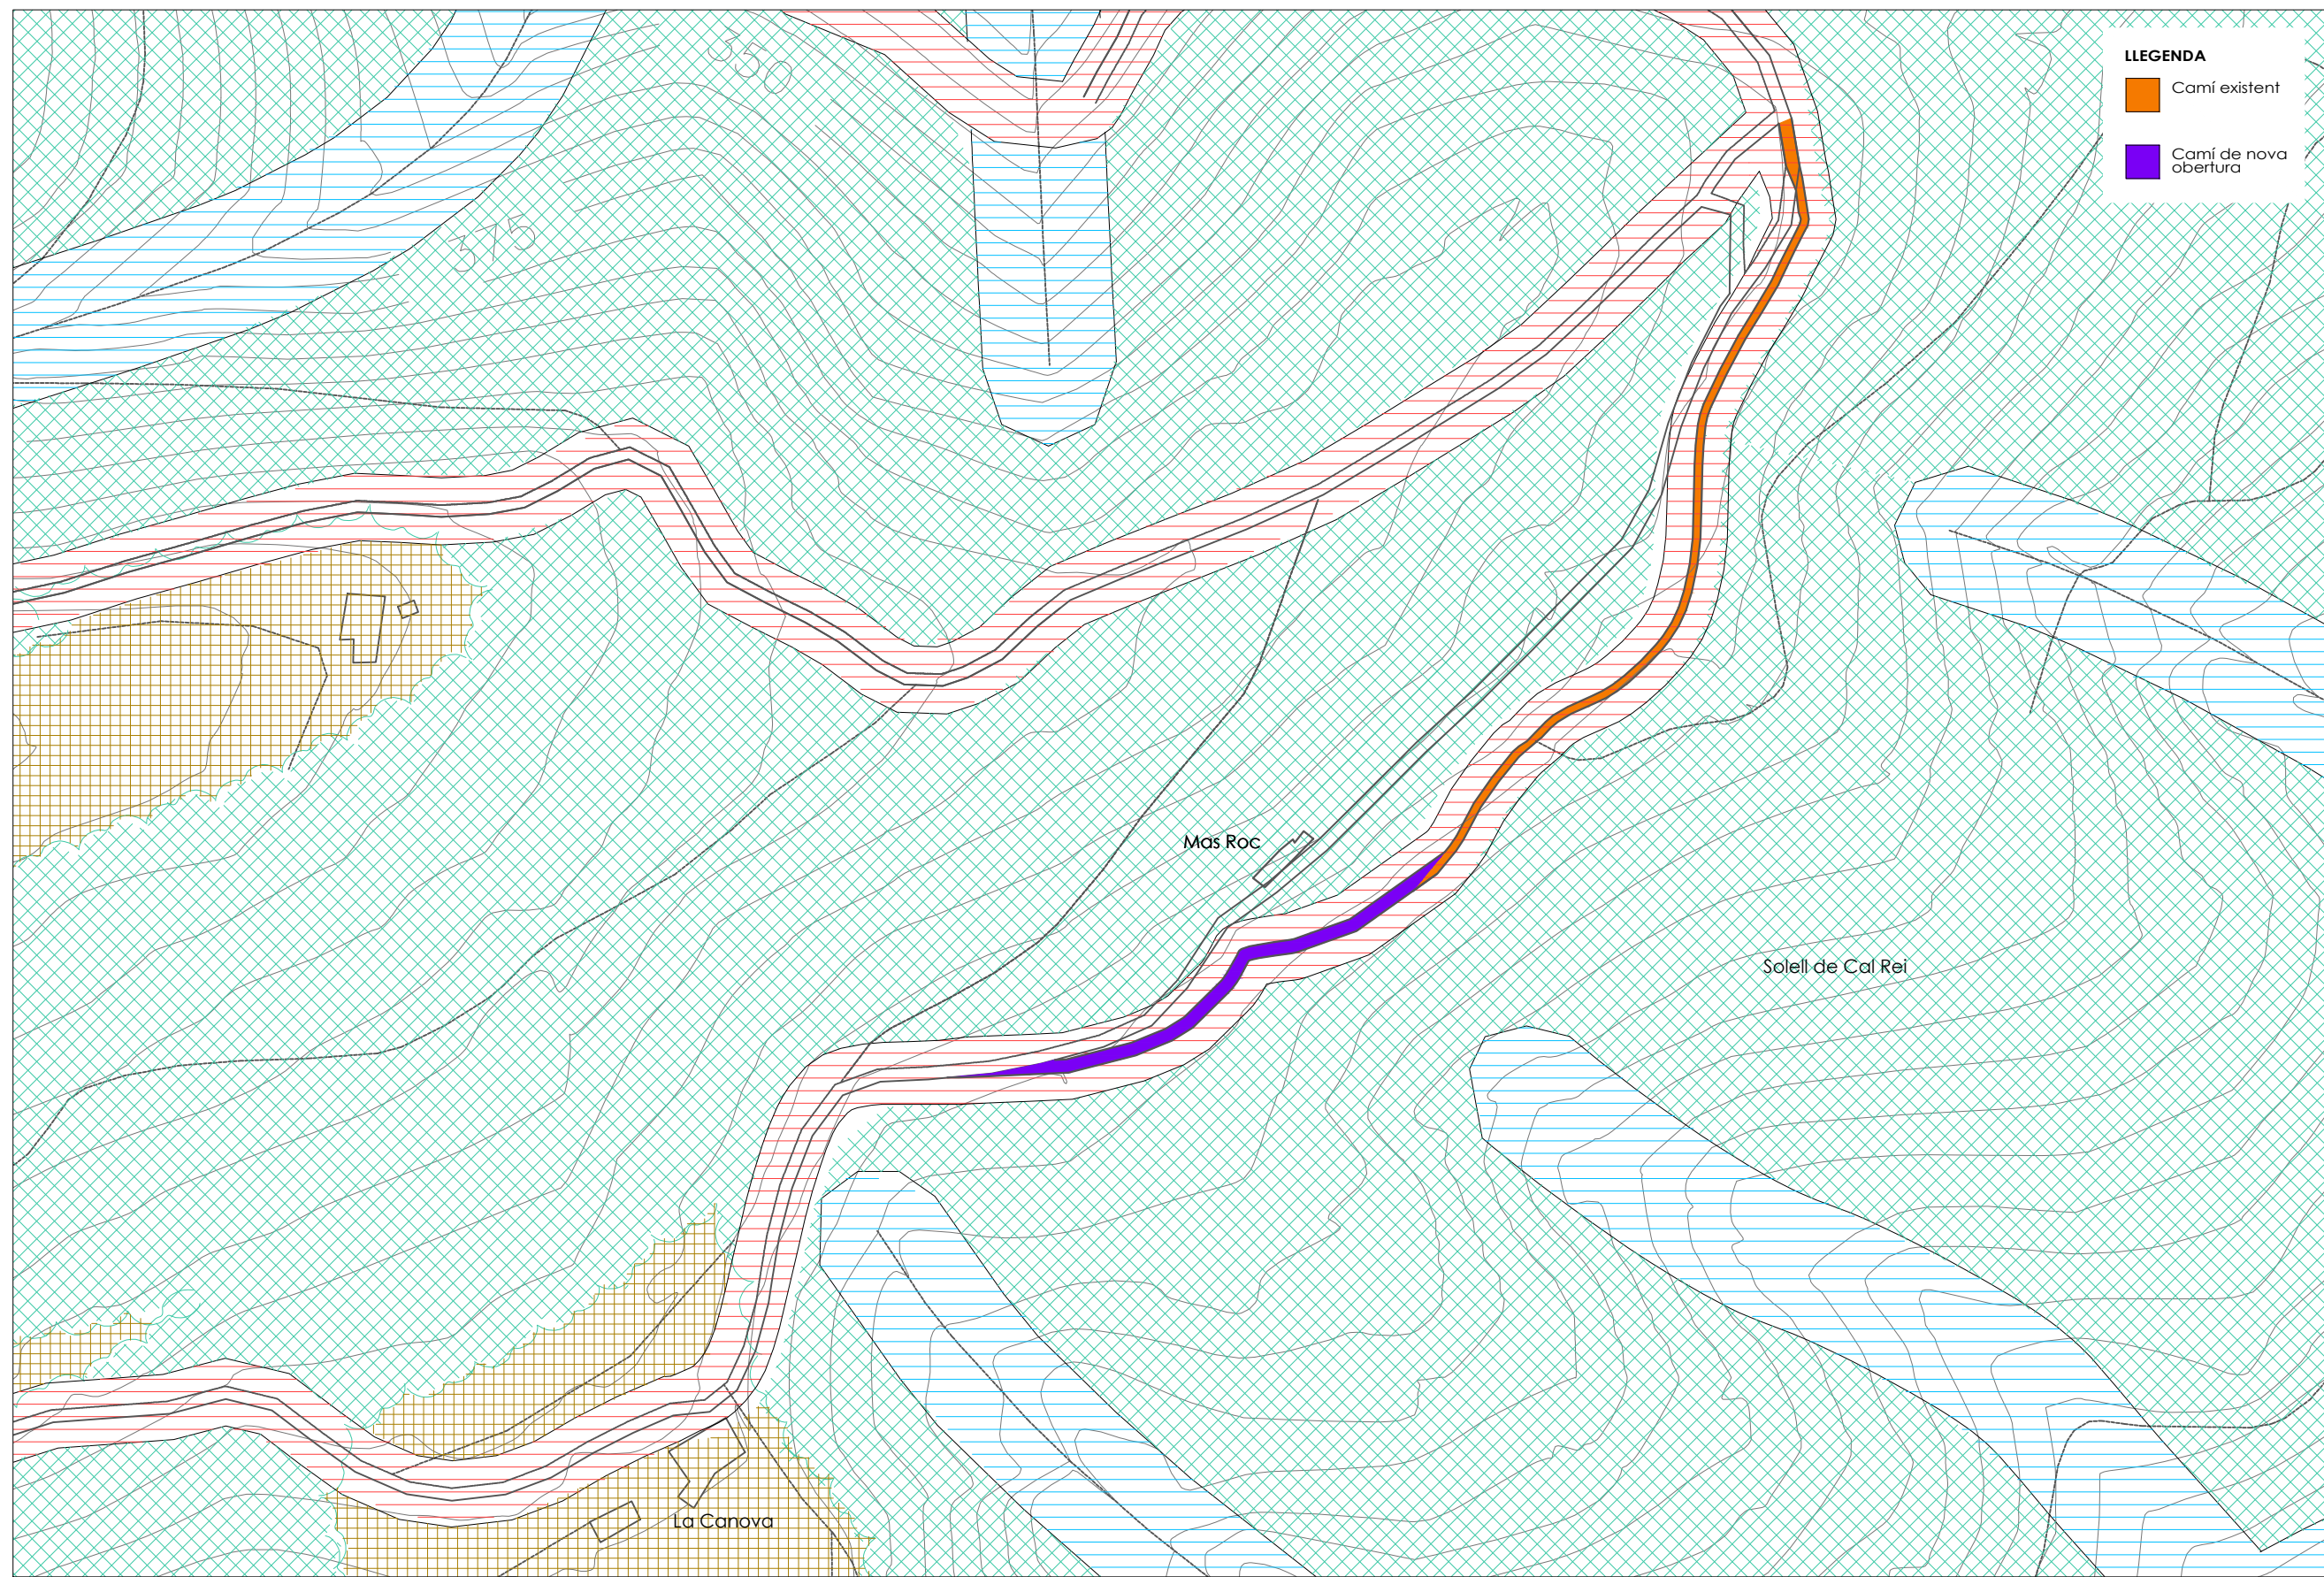 350
LLEGENDA
Camí existent
Camí de nova
obertura
375
Mas Roc
Solell de Cal Rei
La Canova